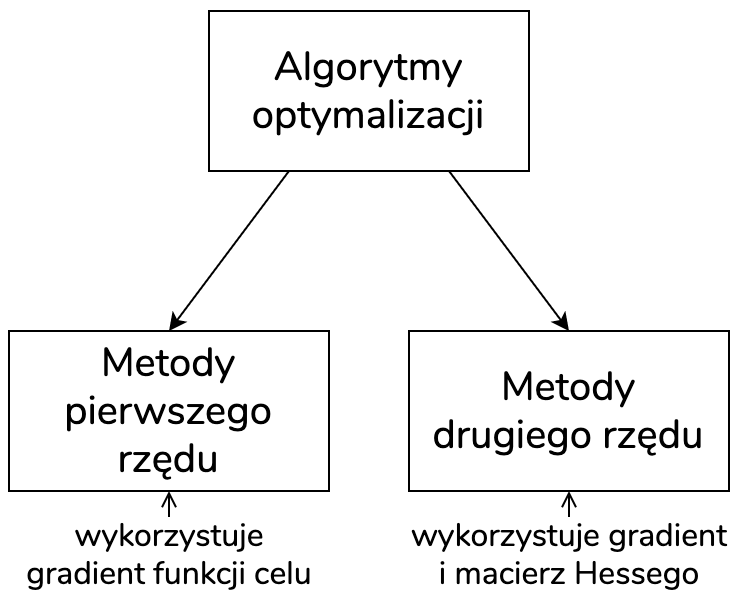 Algorytmy
optymalizacji
Metody
pierwszego
rzędu
Metody
drugiego rzędu
wykorzystuje
gradient funkcji celu
wykorzystuje gradient
i macierz Hessego